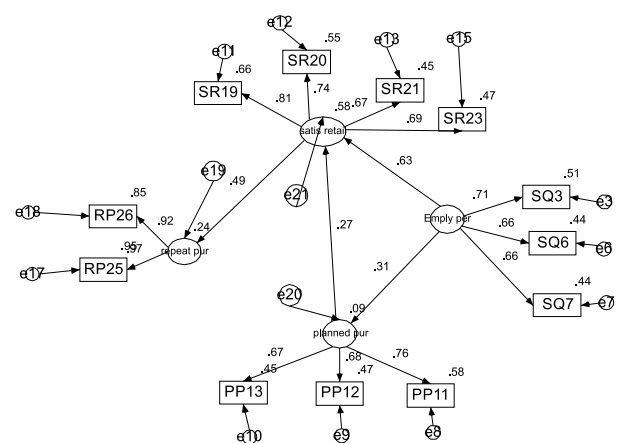 e12
.55
e11
e13
e15
SR20
.66
.45
SR19
SR21
.47
.74
.81
.58
.67
SR23
satis retai
.69
.63
e19
.49
e21
.51
.71
SQ3
e3
.85
e18
RP26
.92
.24
.27
Emply per
.66
.44
SQ6
e6
.95
.97
repeat pur
.66
e17
RP25
.31
.44
e20
.09
SQ7
e7
planned pur
.67
.68
.76
.45
.47
.58
PP13
PP12
PP11
e10
e9
e8